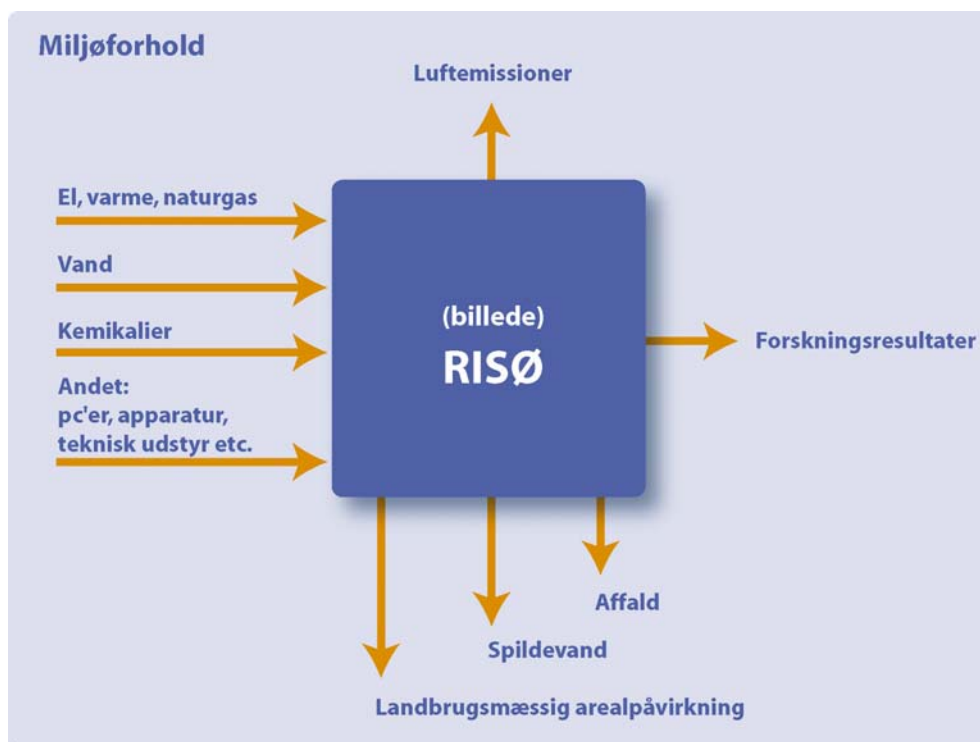 Miljøforhold
Luftemissioner
El, varme, naturgas
Vand
Kemikalier
Andet:
pc'er, apparatur,
teknisk udstyr etc.
(billede)
RISØ
Forskningsresultater
Affald
Spildevand
Landbrugsmæssig arealpåvirkning